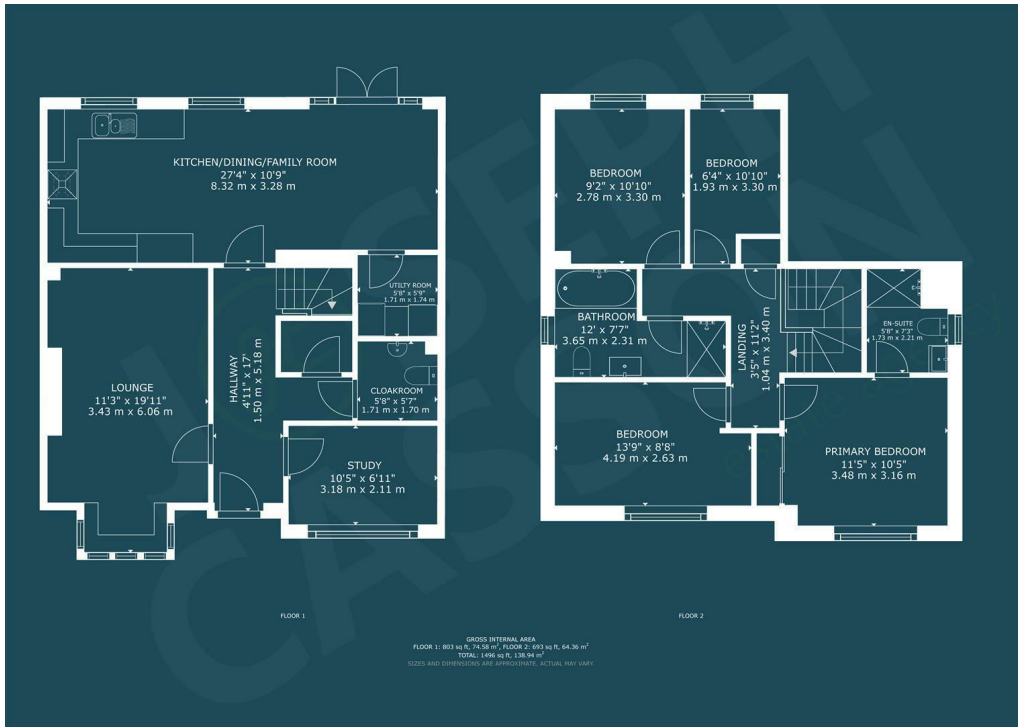 KITCHEN/DINING/FAMILY ROOM
27'4" x 10'9"
8.32 m x 3.28 m
UTILTY ROOM
5'8" x 5'9"
1.71 m x 1.74 m
HALLWAY
4'11" x 17'
1.50 m x 5.18 m
LOUNGE
11'3" x 19'11"
3.43 m x 6.06 m
CLOAKROOM
5'8" x 5'7"
1.71 m x 1.70 m
STUDY
10'5" x 6'11"
3.18 m x 2.11 m
BEDROOM
9'2" x 10'10"
2.78 m x 3.30 m
BEDROOM
6'4" x 10'10"
1.93 m x 3.30 m
BATHROOM
12' x 7'7"
3.65 m x 2.31 m
LANDING
3'5" x 11'2"
1.04 m x 3.40 m
EN-SUITE
5'8" x 7'3"
1.73 m x 2.21 m
BEDROOM
13'9" x 8'8"
4.19 m x 2.63 m
PRIMARY BEDROOM
11'5" x 10'5"
3.48 m x 3.16 m
FLOOR 1
FLOOR 2
GROSS INTERNAL AREA
FLOOR 1: 803 sq ft, 74.58 m², FLOOR 2: 693 sq ft, 64.36 m²
TOTAL: 1496 sq ft, 138.94 m²
SIZES AND DIMENSIONS ARE APPROXIMATE, ACTUAL MAY VARY.